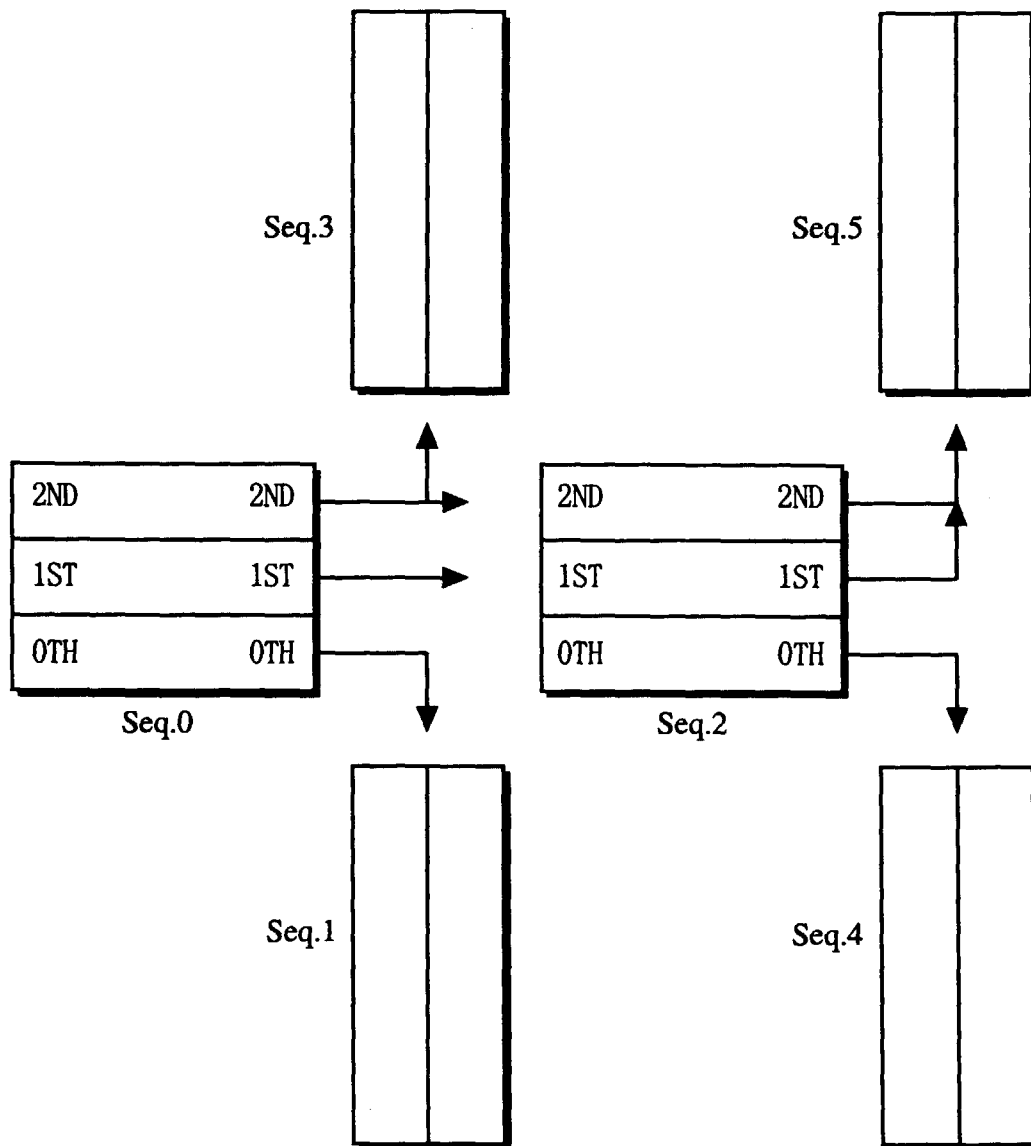 Seq.3
Seq.5
2ND 2ND
1ST 1ST
0TH 0TH
Seq.0
2ND 2ND
1ST 1ST
0TH 0TH
Seq.2
Seq.1
Seq.4